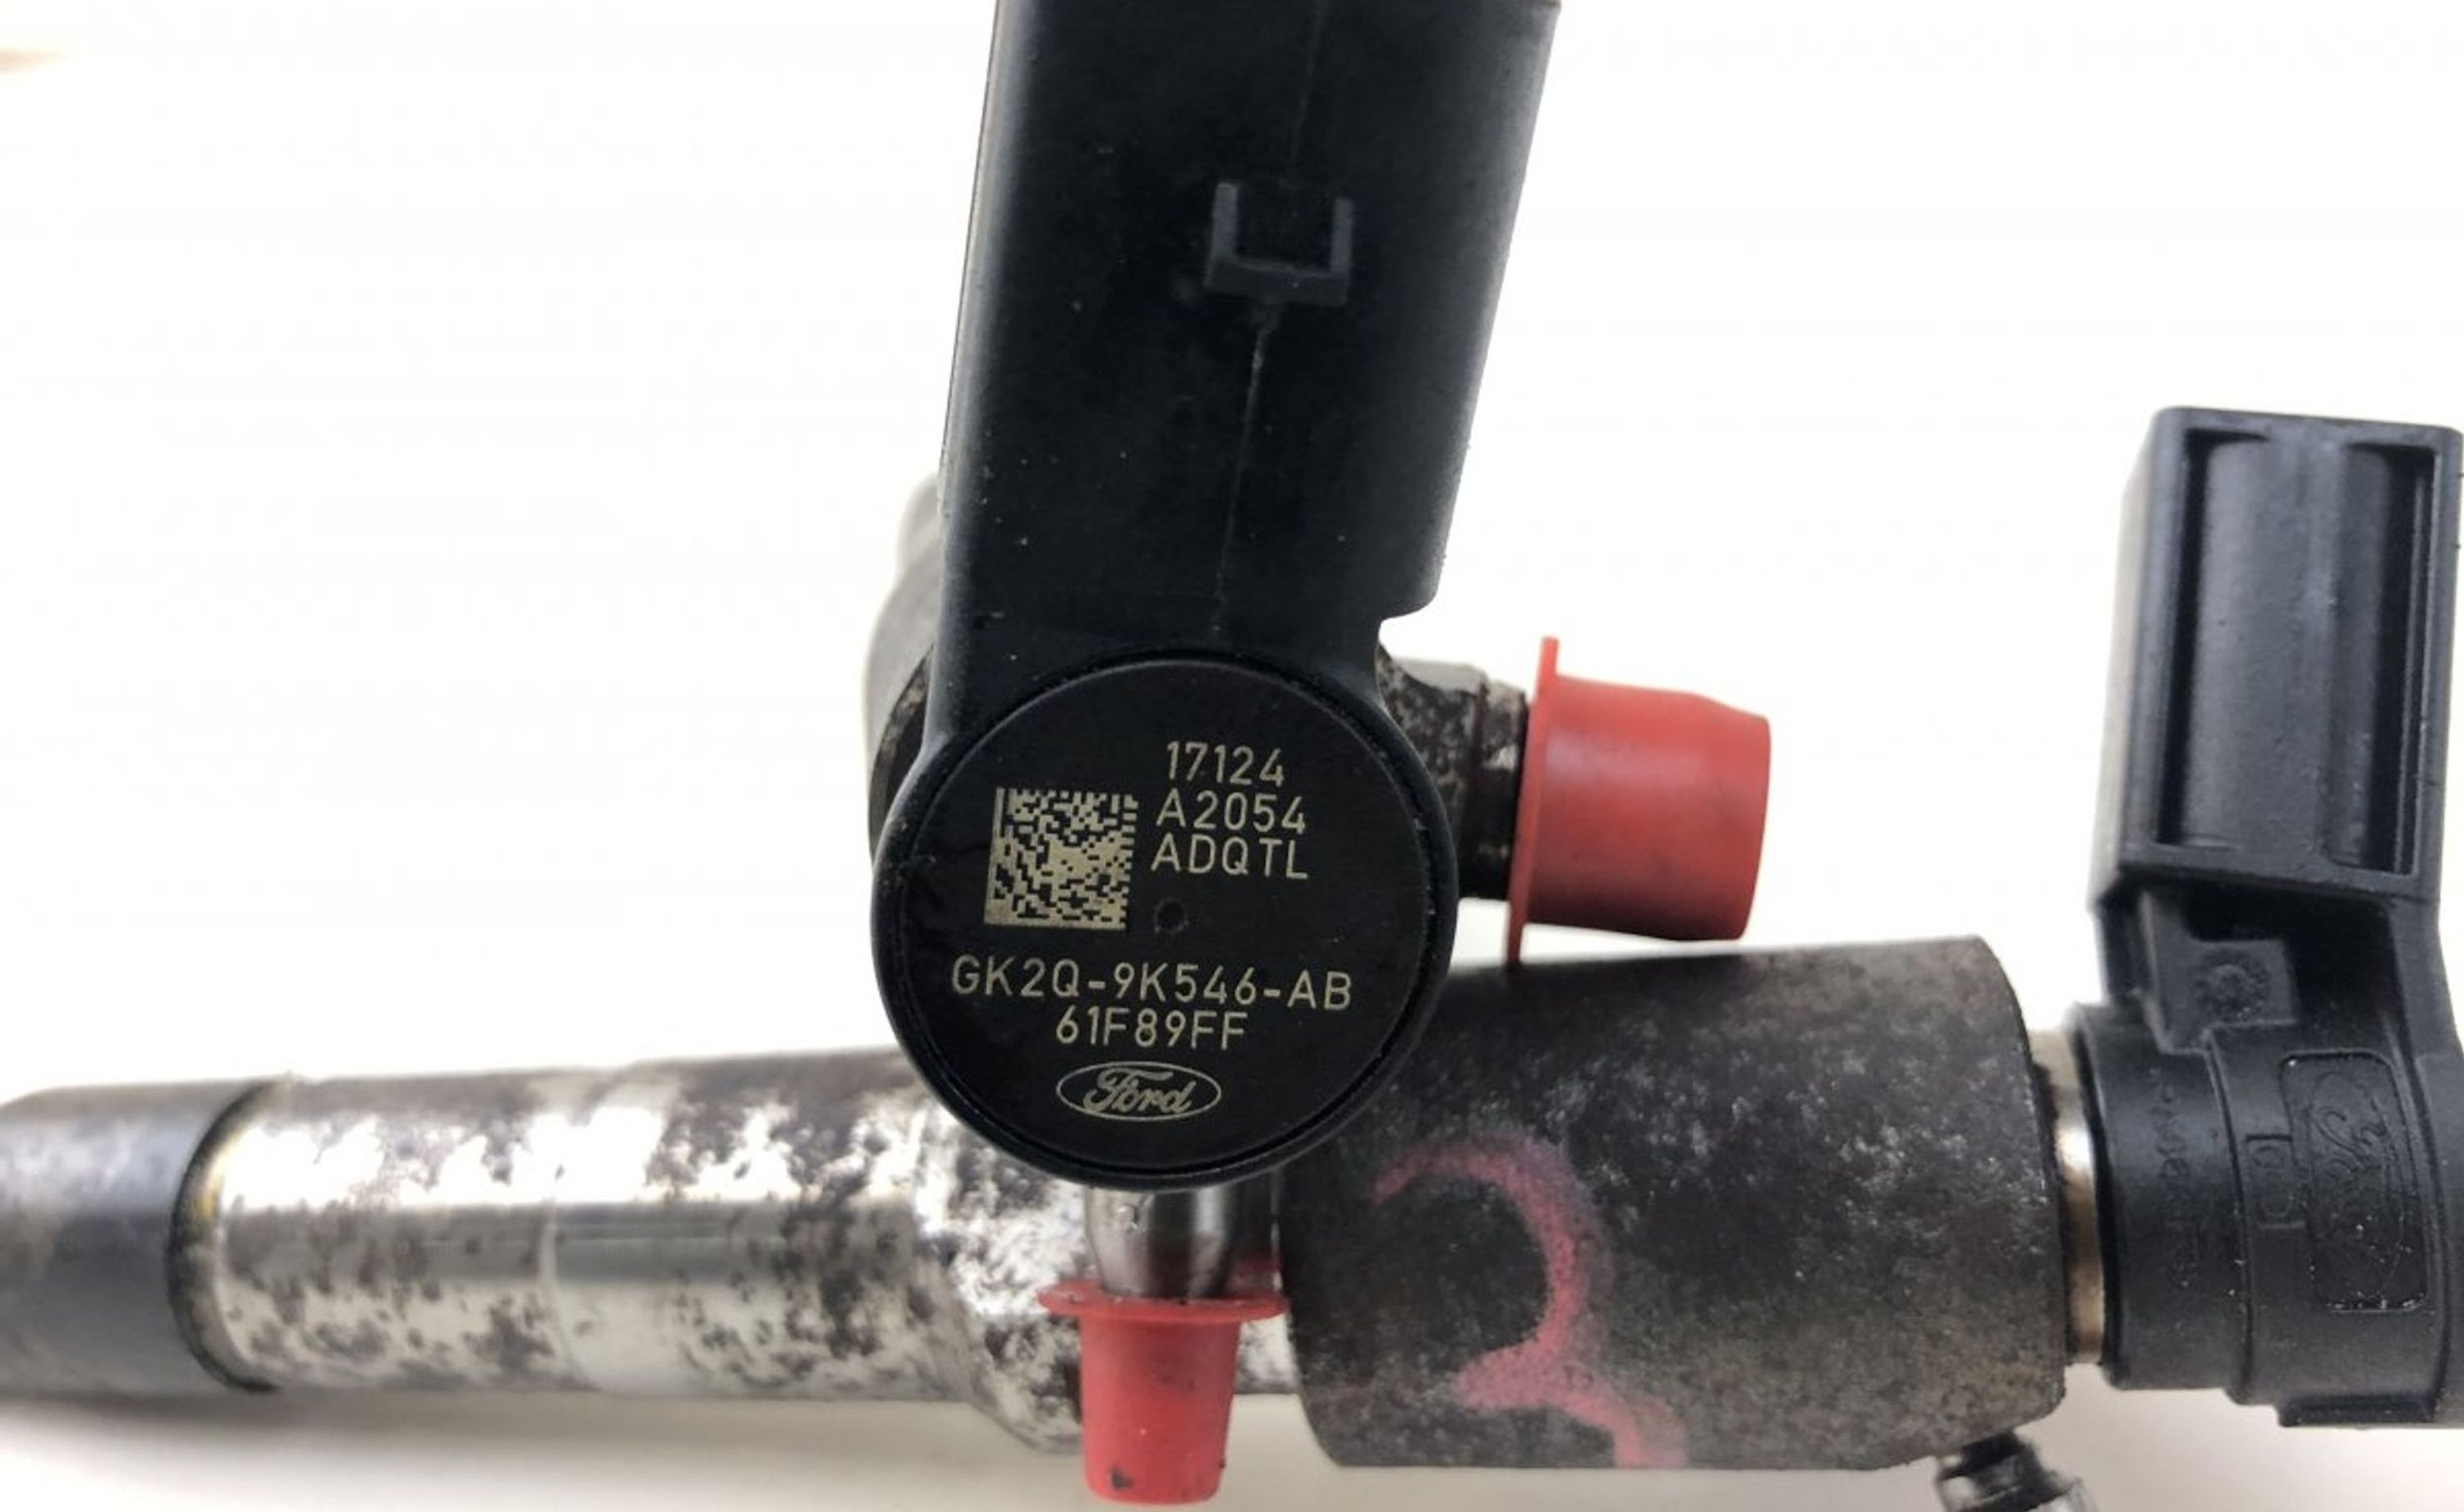 17124
A2054
ADQTL
GK2Q-9K546-AB
61F89FF
Ford